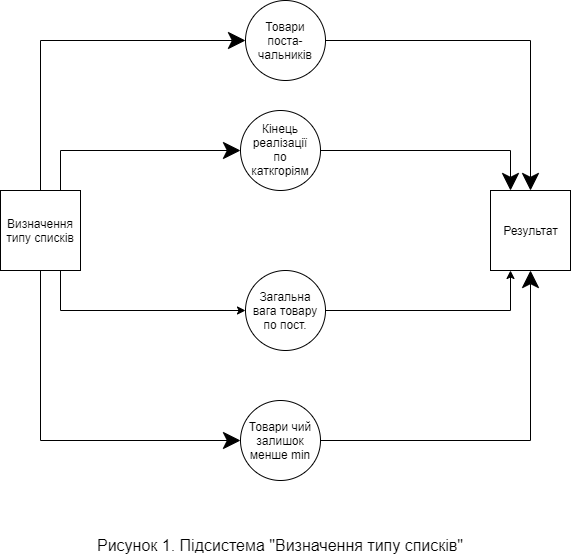 Товари
поста-
чальників
Кінець
реалізації
по
каткгоріям
Визначення
типу списків
Результат
Загальна
вага товару
по пост.
Товари чий
залишок
менше min
Рисунок 1. Підсистема "Визначення типу списків"